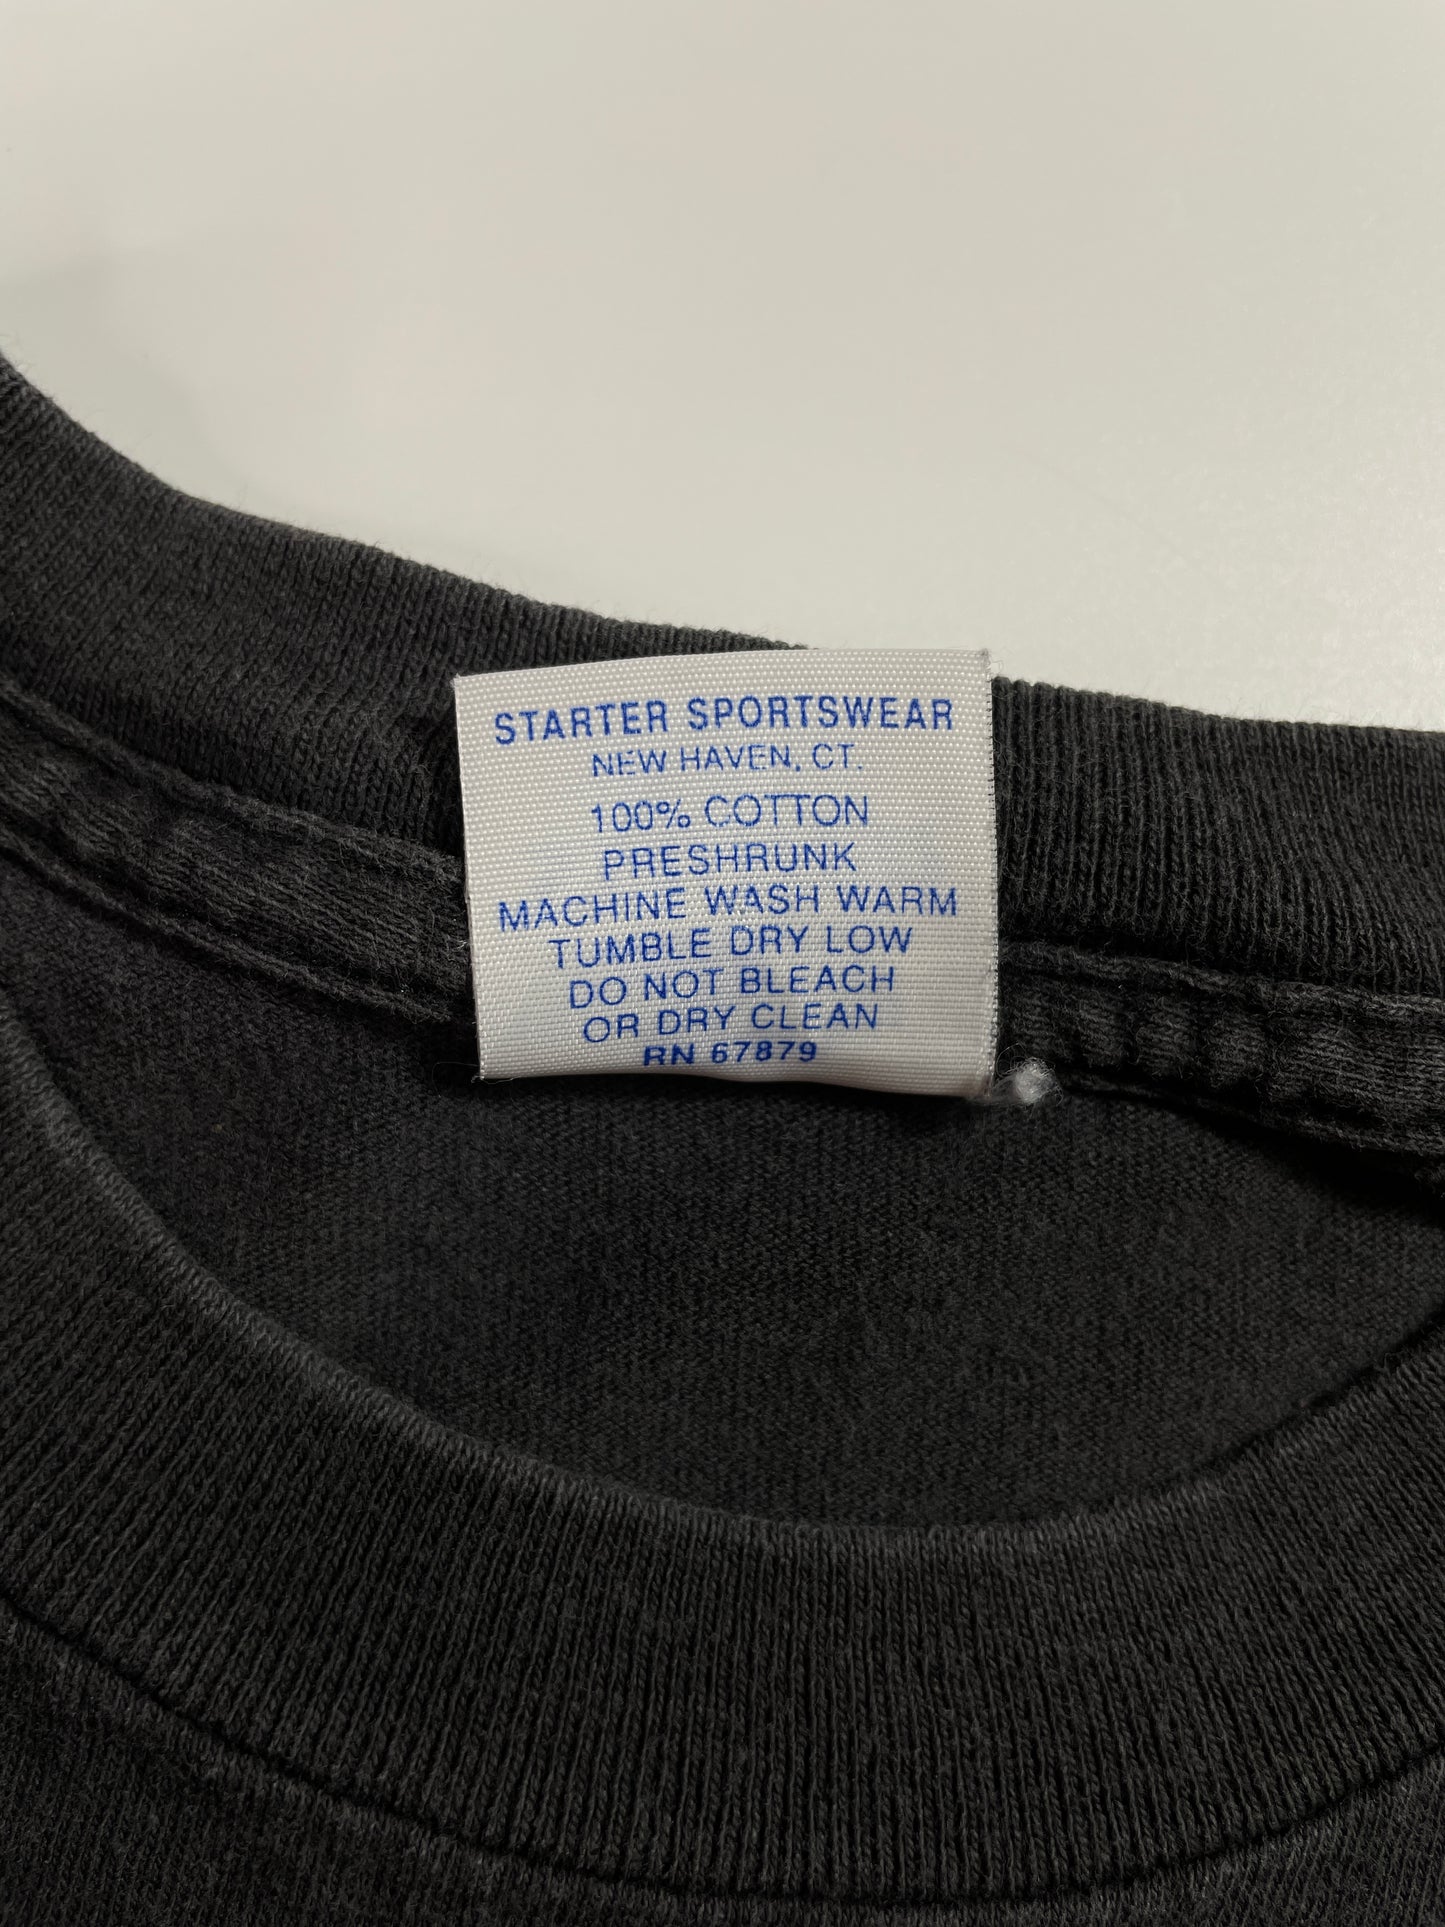 STARTER SPORTSWEAR
NEW HAVEN, CT.
100% COTTON
PRESHRUNK
MACHINE WASH WARM
TUMBLE DRY LOW
DO NOT BLEACH
OR DRY CLEAN
RN 67879